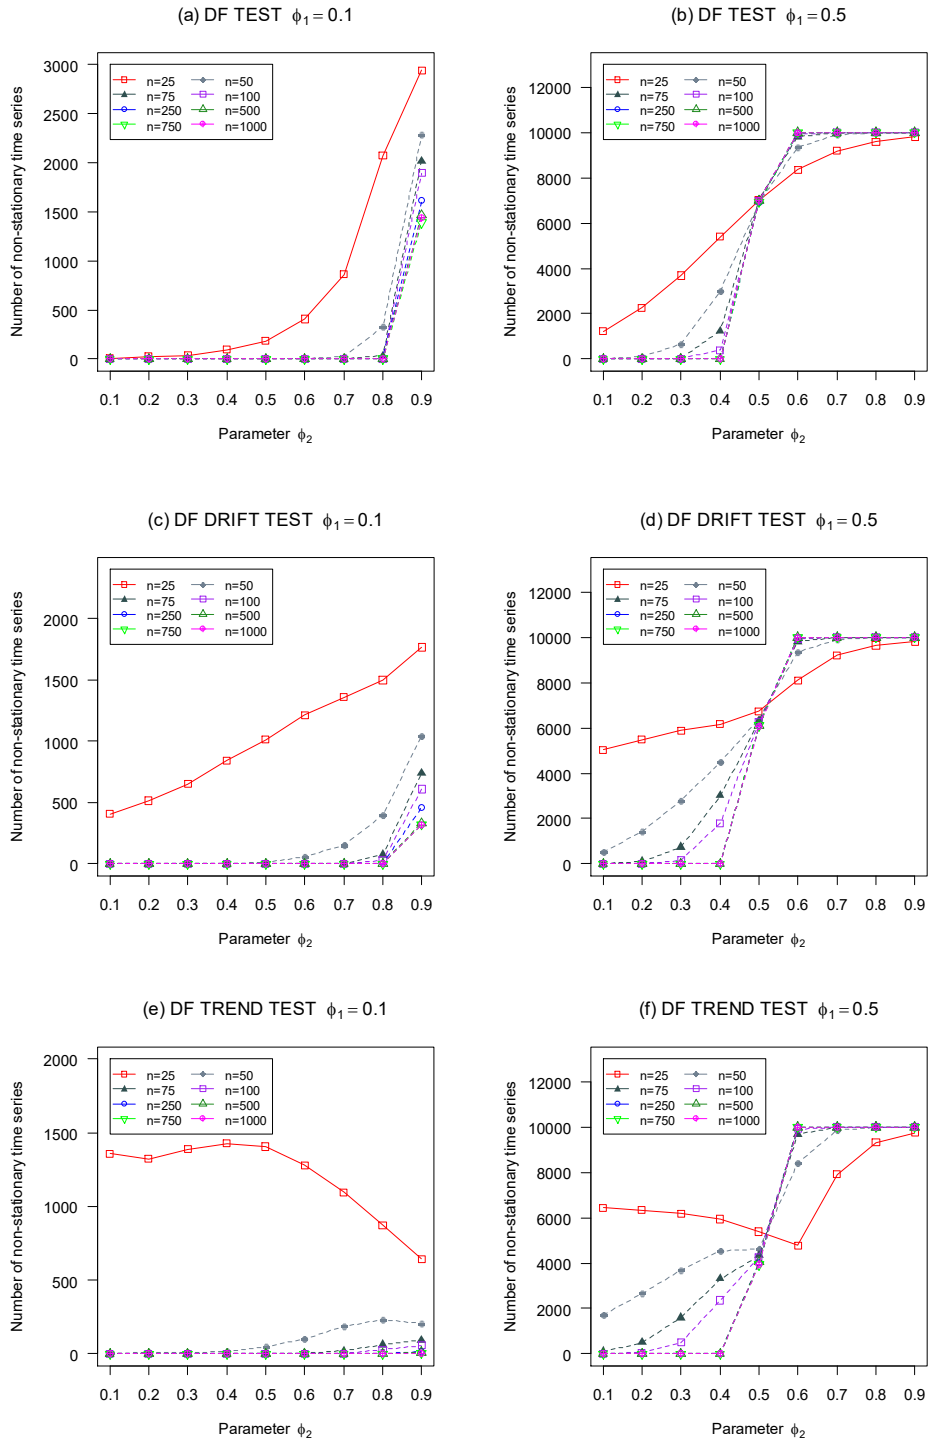 (a) DF TEST ϕ1 = 0.1
Number of non-stationary time series
3000
2500
2000
1500
1000
500
0
n=25 n=50
n=75 n=100
n=250 n=500
n=750 n=1000
0.1 0.2 0.3 0.4 0.5 0.6 0.7 0.8 0.9
Parameter ϕ2
(b) DF TEST ϕ1 = 0.5
Number of non-stationary time series
12000
10000
8000
6000
4000
2000
0
n=25 n=50
n=75 n=100
n=250 n=500
n=750 n=1000
0.1 0.2 0.3 0.4 0.5 0.6 0.7 0.8 0.9
Parameter ϕ2
(c) DF DRIFT TEST ϕ1 = 0.1
Number of non-stationary time series
2000
1500
1000
500
0
n=25 n=50
n=75 n=100
n=250 n=500
n=750 n=1000
0.1 0.2 0.3 0.4 0.5 0.6 0.7 0.8 0.9
Parameter ϕ2
(d) DF DRIFT TEST ϕ1 = 0.5
Number of non-stationary time series
12000
10000
8000
6000
4000
2000
0
n=25 n=50
n=75 n=100
n=250 n=500
n=750 n=1000
0.1 0.2 0.3 0.4 0.5 0.6 0.7 0.8 0.9
Parameter ϕ2
(e) DF TREND TEST ϕ1 = 0.1
Number of non-stationary time series
2000
1500
1000
500
0
n=25 n=50
n=75 n=100
n=250 n=500
n=750 n=1000
0.1 0.2 0.3 0.4 0.5 0.6 0.7 0.8 0.9
Parameter ϕ2
(f) DF TREND TEST ϕ1 = 0.5
Number of non-stationary time series
12000
10000
8000
6000
4000
2000
0
n=25 n=50
n=75 n=100
n=250 n=500
n=750 n=1000
0.1 0.2 0.3 0.4 0.5 0.6 0.7 0.8 0.9
Parameter ϕ2